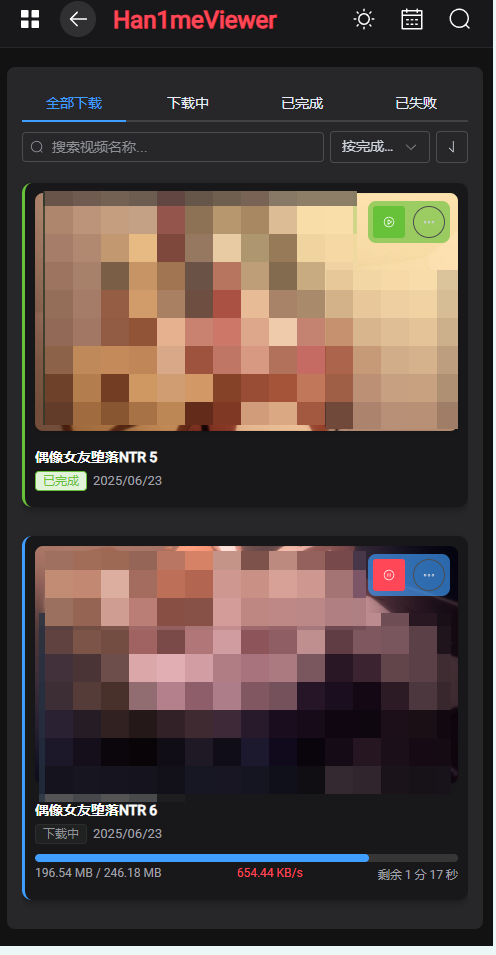 Han1meViewer
全部下载 下载中 已完成 已失败
搜索视频名称... 按完成...
偶像女友堕落NTR 5
已完成 2025/06/23
偶像女友堕落NTR 6
下载中 2025/06/23
196.54 MB / 246.18 MB 654.44 KB/s 剩余 1 分 17 秒